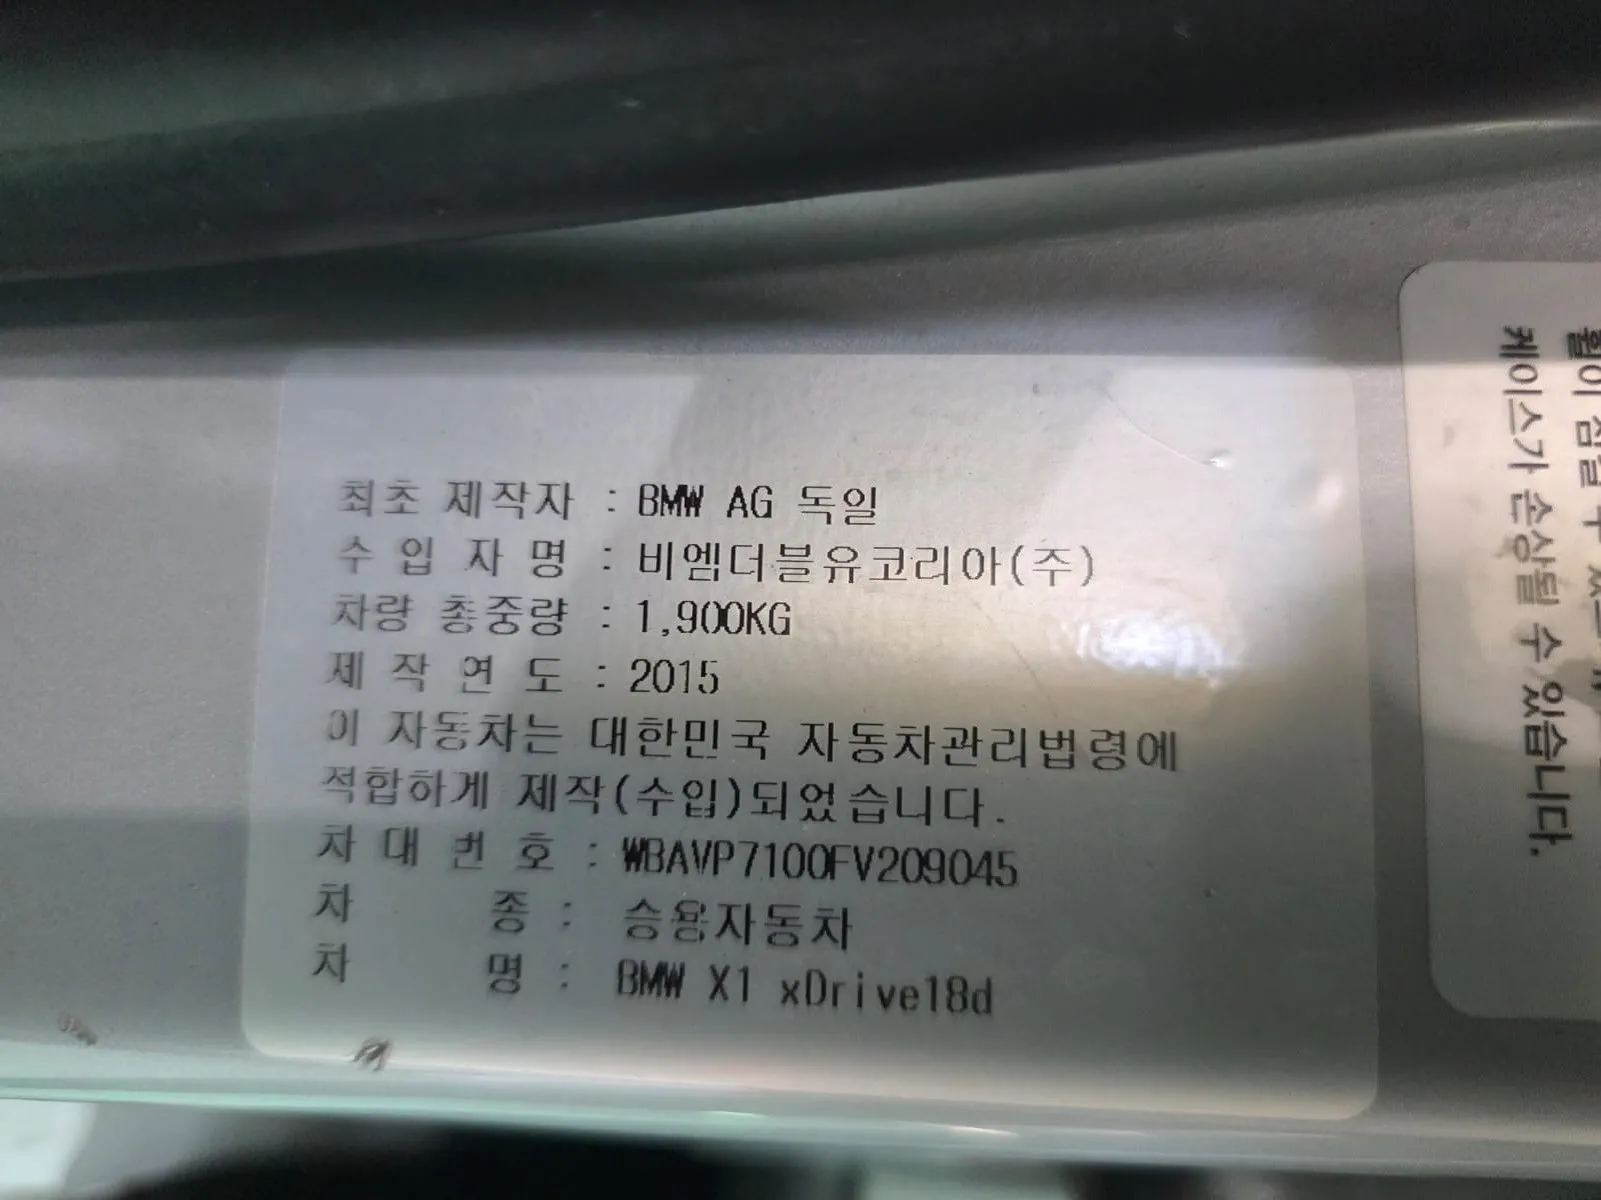 최초 제작자 : BMW AG 독일
수 입 자 명 : 비엠더블유코리아(주)
차량 총중량 : 1,900KG
제 작 연 도 : 2015
이 자동차는 대한민국 자동차관리법령에
적합하게 제작(수입)되었습니다.
차 대 번 호 : WBAVP7100FV209045
차 종 : 승용자동차
차 명 : BMW X1 xDrive18d
케이스가 손상될 수 있습니다.